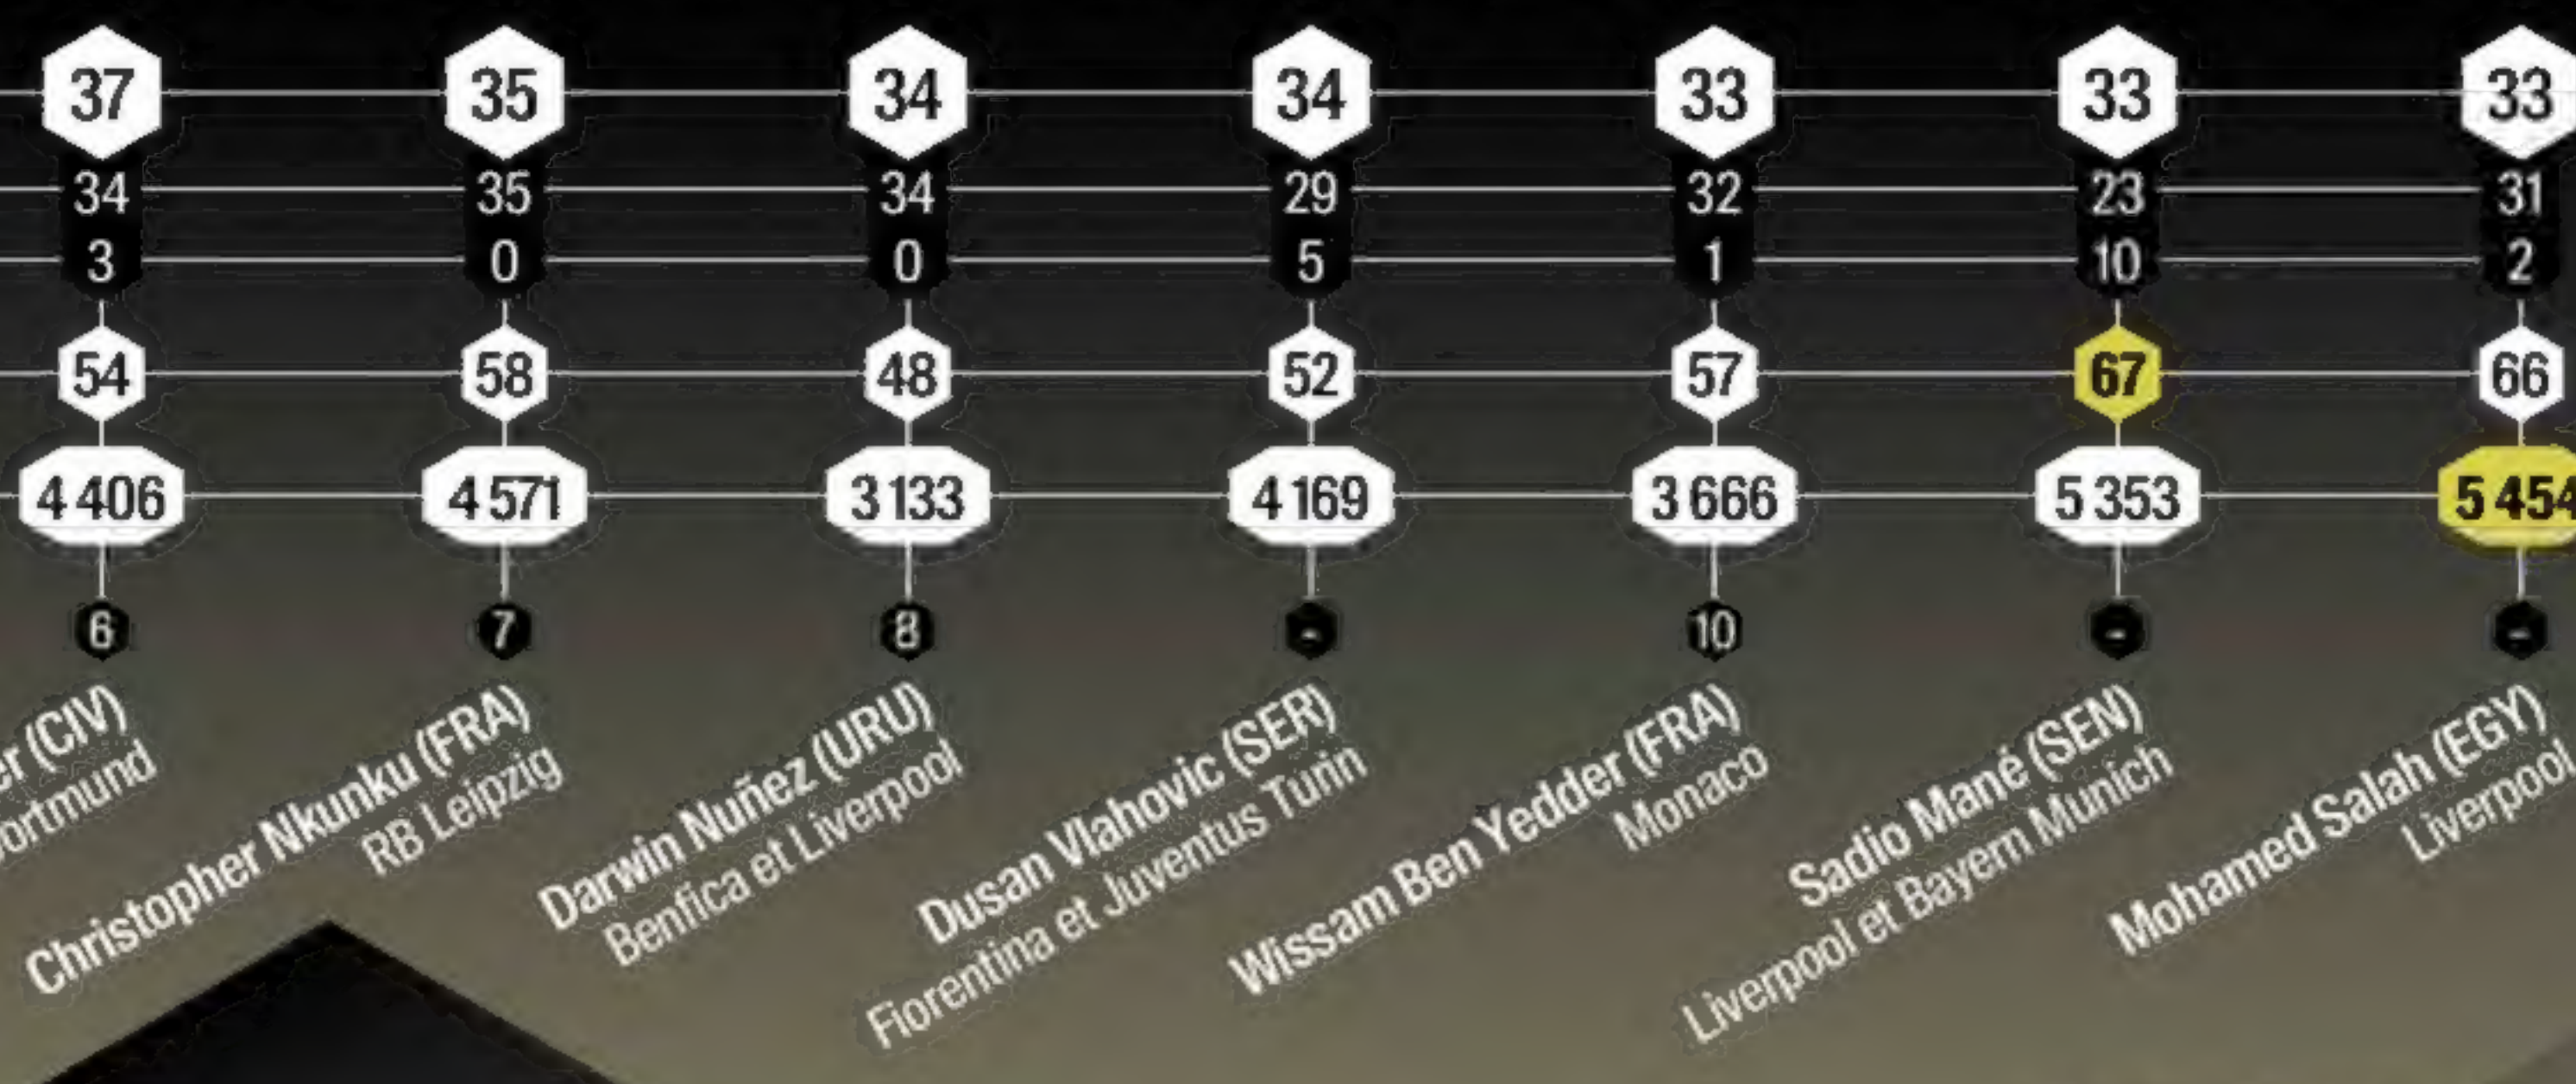 37 35 34 34 33 33 33
34 35 34 29 32 23 31
3 0 0 5 1 10 2
54 58 48 52 57 67 66
4 406 4 571 3 133 4 169 3 666 5 353 5 454
6 7 8 - 10 - -
er (CIV)
ortmund
Christopher Nkunku (FRA)
RB Leipzig
Darwin Nuñez (URU)
Benfica et Liverpool
Dusan Vlahovic (SER)
Fiorentina et Juventus Turin
Wissam Ben Yedder (FRA)
Monaco
Sadio Mané (SEN)
Liverpool et Bayern Munich
Mohamed Salah (EGY)
Liverpool